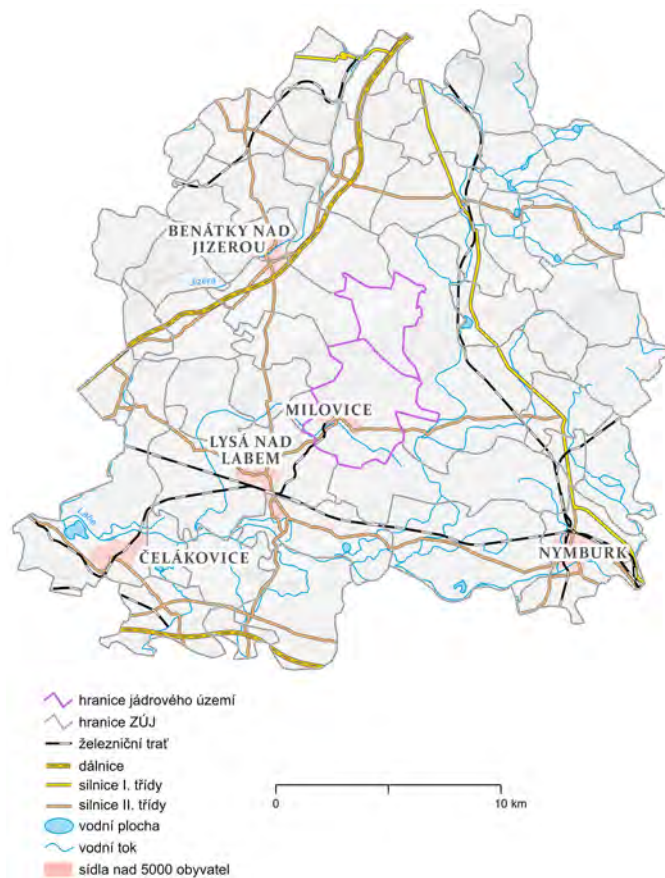 BENÁTKY NAD
JIZEROU
Jizera
MILOVICE
LYSÁ NAD
LABEM
Labe
ČELÁKOVICE
NYMBURK
hranice jádrového území
hranice ZÚJ
železniční trať
dálnice
silnice I. třídy
silnice II. třídy
vodní plocha
vodní tok
sídla nad 5000 obyvatel
0
10 km